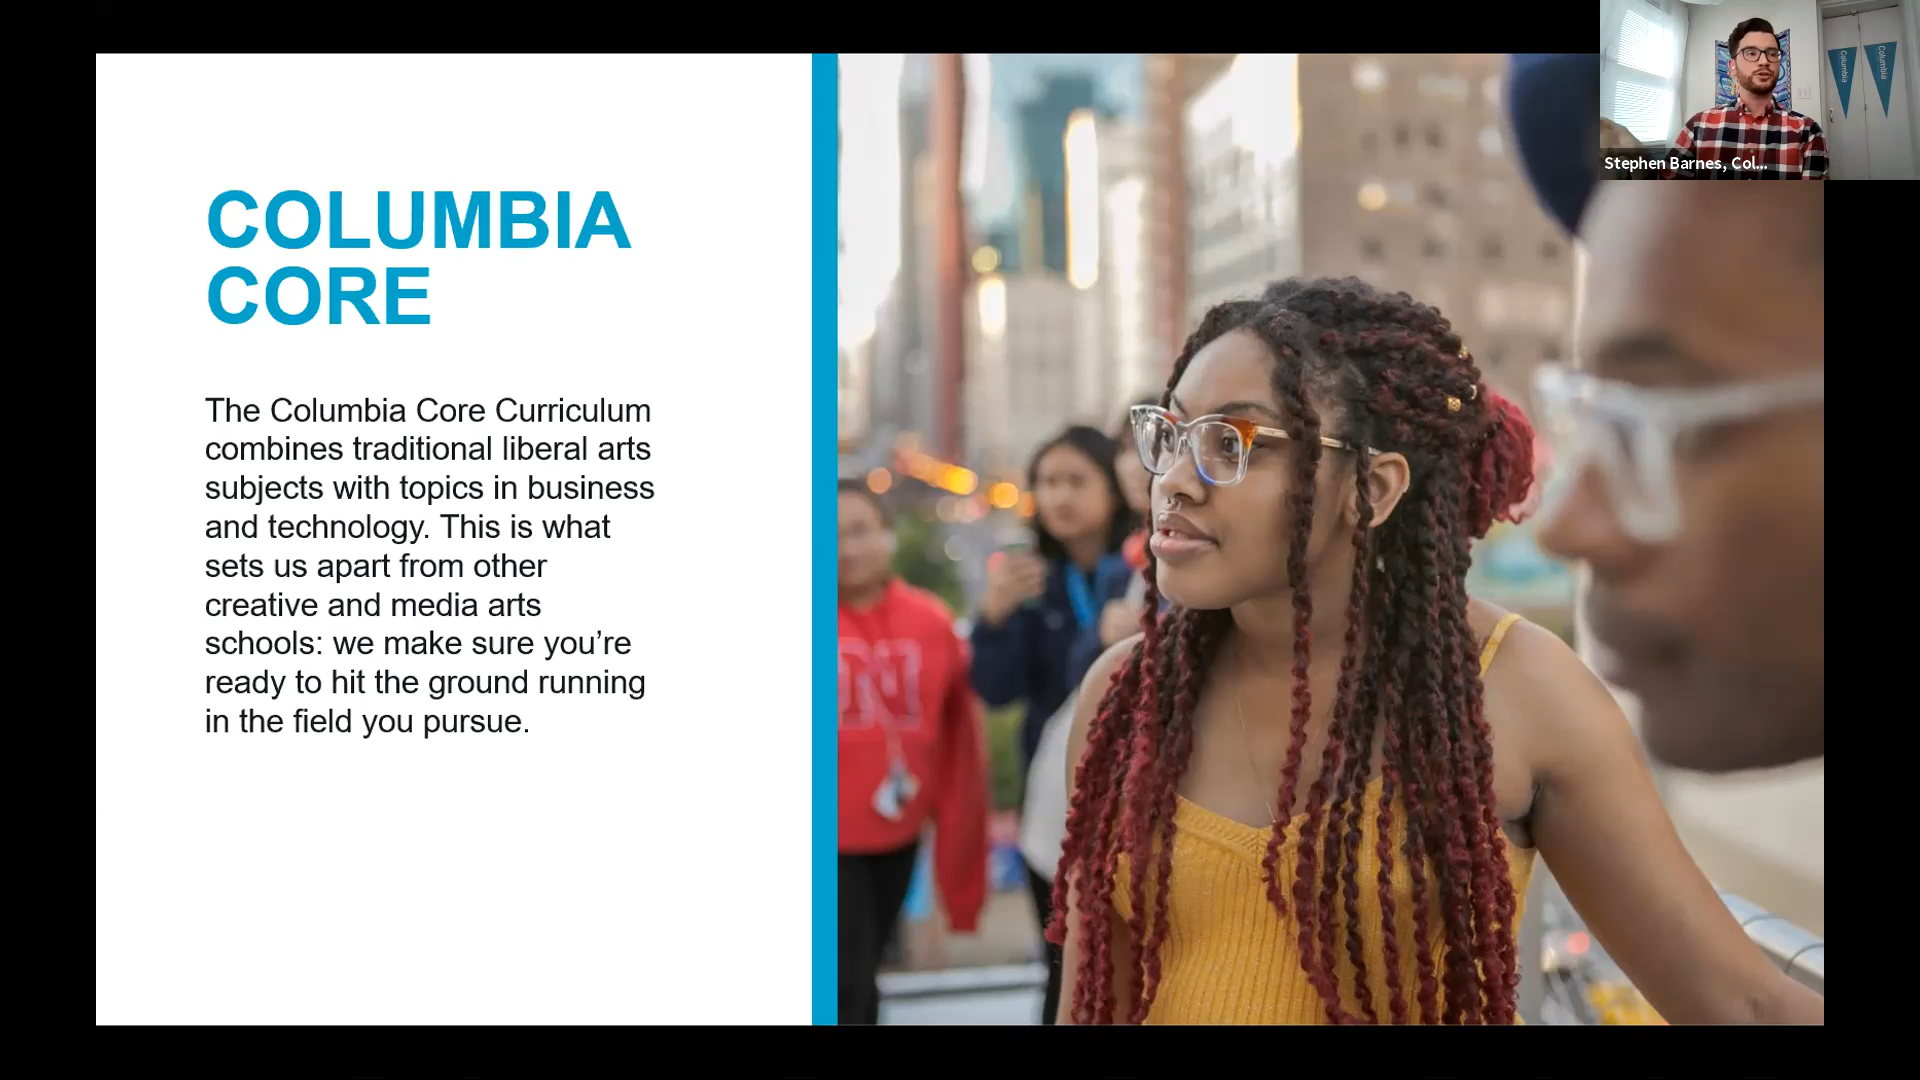 COLUMBIA
CORE
The Columbia Core Curriculum
combines traditional liberal arts
subjects with topics in business
and technology. This is what
sets us apart from other
creative and media arts
schools: we make sure you’re
ready to hit the ground running
in the field you pursue.
N
Columbia
Columbia
Stephen Barnes, Col...